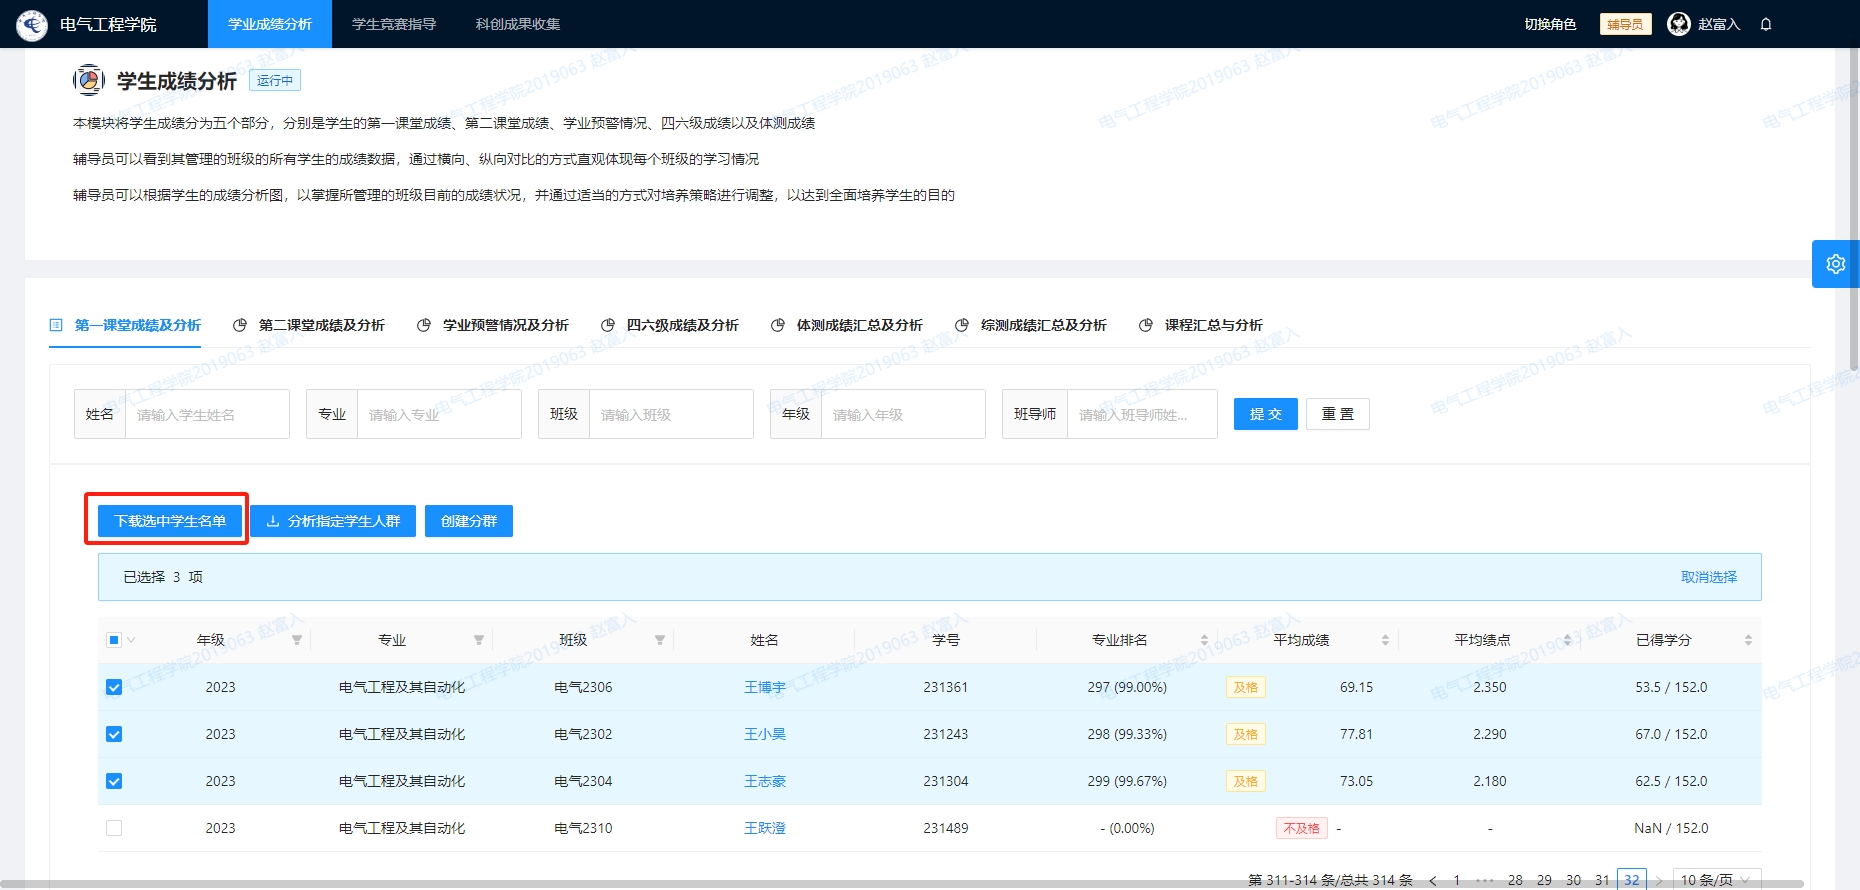 电气工程学院 学业成绩分析 学生竞赛指导 科创成果收集 切换角色 辅导员 赵富入
学生成绩分析 运行中
本模块将学生成绩分为五个部分，分别是学生的第一课堂成绩、第二课堂成绩、学业预警情况、四六级成绩以及体测成绩
辅导员可以看到其管理的班级的所有学生的成绩数据，通过横向、纵向对比的方式直观体现每个班级的学习情况
辅导员可以根据学生的成绩分析图，以掌握所管理的班级目前的成绩状况，并通过适当的方式对培养策略进行调整，以达到全面培养学生的目的
第一课堂成绩及分析 第二课堂成绩及分析 学业预警情况及分析 四六级成绩及分析 体测成绩汇总及分析 综测成绩汇总及分析 课程汇总与分析
姓名 请输入学生姓名 专业 请输入专业 班级 请输入班级 年级 请输入年级 班导师 请输入班导师姓... 提交 重置
下载选中学生名单 分析指定学生人群 创建分群
已选择 3 项 取消选择
年级 专业 班级 姓名 学号 专业排名 平均成绩 平均绩点 已得学分
2023 电气工程及其自动化 电气2306 王博宇 231361 297 (99.00%) 及格 69.15 2.350 53.5 / 152.0
2023 电气工程及其自动化 电气2302 王小昊 231243 298 (99.33%) 及格 77.81 2.290 67.0 / 152.0
2023 电气工程及其自动化 电气2304 王志豪 231304 299 (99.67%) 及格 73.05 2.180 62.5 / 152.0
2023 电气工程及其自动化 电气2310 王跃澄 231489 - (0.00%) 不及格 - - NaN / 152.0
第 311-314 条/总共 314 条 < 1 ••• 28 29 30 31 32 > 10 条/页
电气工程学院2019063 赵富入